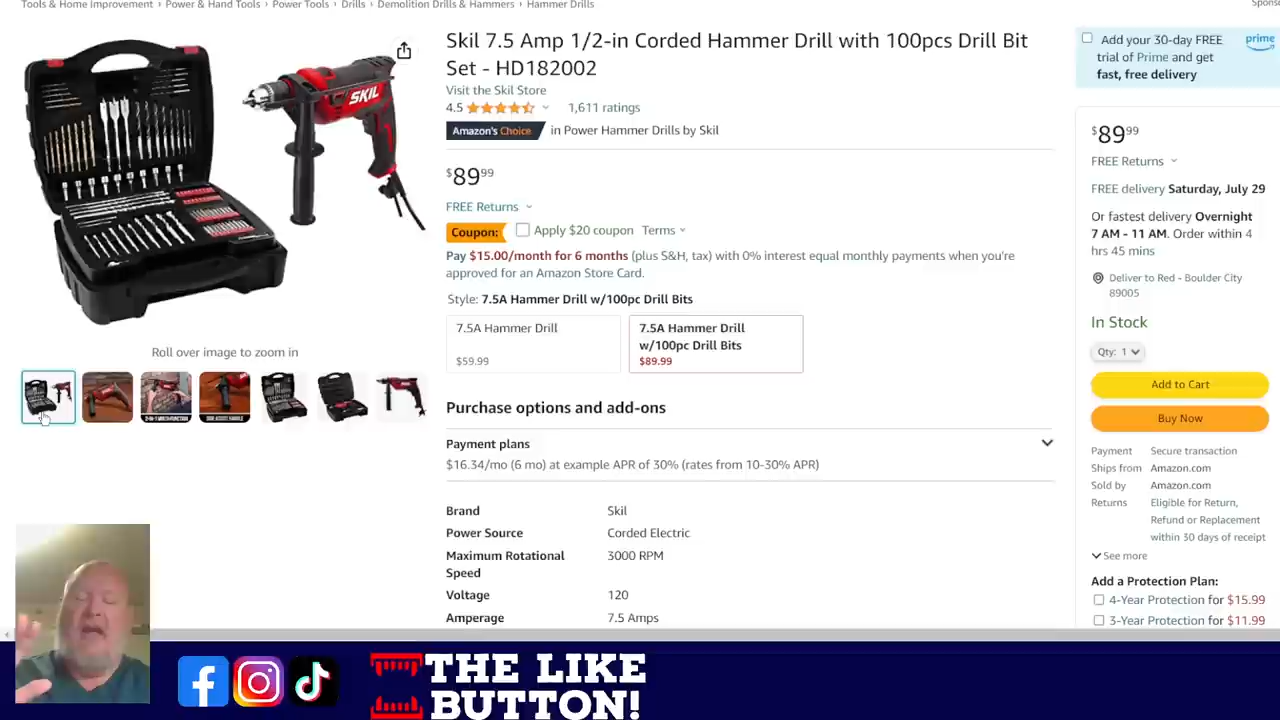 Tools & Home Improvement › Power & Hand Tools › Power Tools › Drills › Demolition Drills & Hammers › Hammer Drills
Skil 7.5 Amp 1/2-in Corded Hammer Drill with 100pcs Drill Bit
Set - HD182002
Visit the Skil Store
4.5 1,611 ratings
Amazon's Choice in Power Hammer Drills by Skil
$89.99
FREE Returns
Coupon: Apply $20 coupon Terms
Pay $15.00/month for 6 months (plus S&H, tax) with 0% interest equal monthly payments when you're
approved for an Amazon Store Card.
Style: 7.5A Hammer Drill w/100pc Drill Bits
7.5A Hammer Drill
$59.99
7.5A Hammer Drill
w/100pc Drill Bits
$89.99
Purchase options and add-ons
Payment plans
$16.34/mo (6 mo) at example APR of 30% (rates from 10-30% APR)
Brand Skil
Power Source Corded Electric
Maximum Rotational 3000 RPM
Speed
Voltage 120
Amperage 7.5 Amps
SKIL
Roll over image to zoom in
Add your 30-day FREE
trial of Prime and get
fast, free delivery
prime
$89.99
FREE Returns
FREE delivery Saturday, July 29
Or fastest delivery Overnight
7 AM - 11 AM. Order within 4
hrs 45 mins
Deliver to Red - Boulder City
89005
In Stock
Qty: 1
Add to Cart
Buy Now
Payment Secure transaction
Ships from Amazon.com
Sold by Amazon.com
Returns Eligible for Return,
Refund or Replacement
within 30 days of receipt
See more
Add a Protection Plan:
4-Year Protection for $15.99
3-Year Protection for $11.99
THE LIKE
BUTTON!